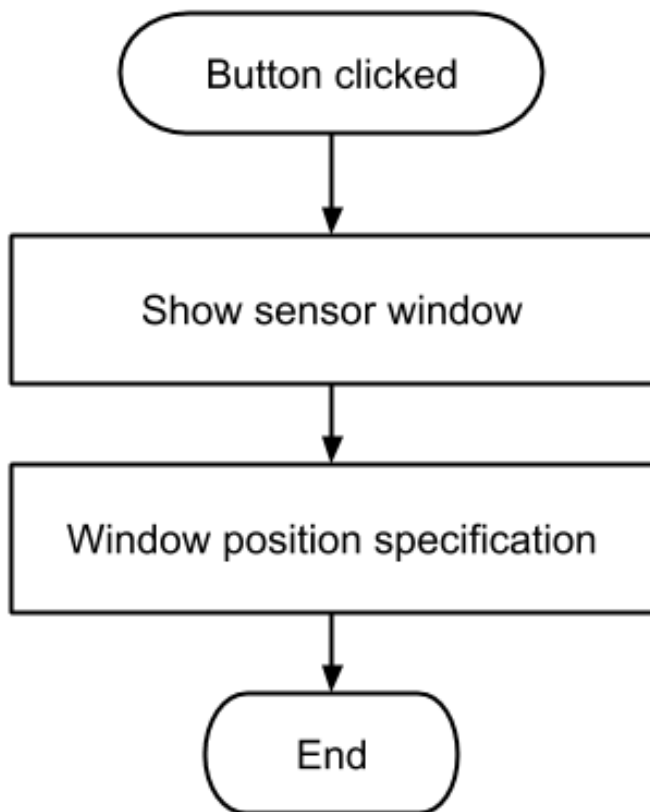 Button clicked
Show sensor window
Window position specification
End